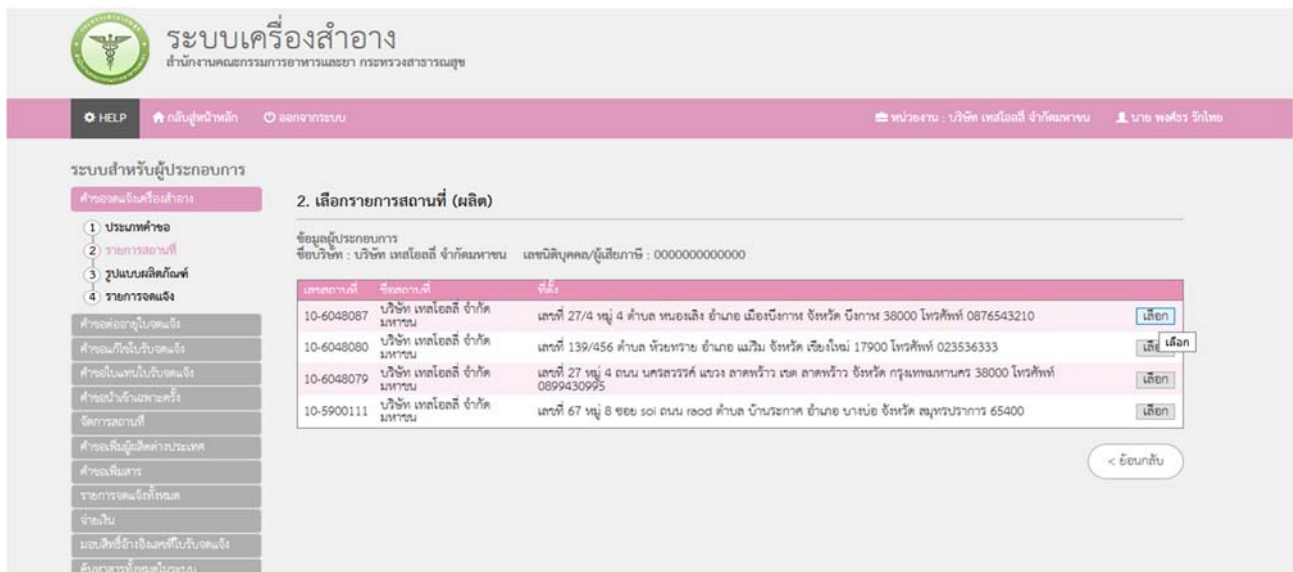 ระบบเครื่องสำอาง
สำนักงานคณะกรรมการอาหารและยา กระทรวงสาธารณสุข
HELP กลับสู่หน้าหลัก ออกจากระบบ หน่วยงาน : บริษัท เทสโอลลี่ จำกัดมหาชน นาย พงศ์ธร รักไทย
ระบบสำหรับผู้ประกอบการ
คำขอจดแจ้งเครื่องสำอาง
1 ประเภทคำขอ
2 รายการสถานที่
3 รูปแบบผลิตภัณฑ์
4 รายการจดแจ้ง
คำขอต่ออายุใบจดแจ้ง
คำขอแก้ไขใบรับจดแจ้ง
คำขอใบแทนใบรับจดแจ้ง
คำขอนำเข้าเฉพาะครั้ง
จัดการสถานที่
คำขอเพิ่มผู้ผลิตต่างประเทศ
คำขอเพิ่มสาร
รายการจดแจ้งทั้งหมด
จ่ายเงิน
มอบสิทธิ์อ้างอิงเลขที่ใบรับจดแจ้ง
ค้นหาสารทั้งหมดในระบบ
2. เลือกรายการสถานที่ (ผลิต)
ข้อมูลผู้ประกอบการ
ชื่อบริษัท : บริษัท เทสโอลลี่ จำกัดมหาชน เลขนิติบุคคล/ผู้เสียภาษี : 0000000000000
เลขสถานที่ ชื่อสถานที่ ที่ตั้ง
10-6048087 บริษัท เทสโอลลี่ จำกัด มหาชน เลขที่ 27/4 หมู่ 4 ตำบล หนองเลิง อำเภอ เมืองบึงกาฬ จังหวัด บึงกาฬ 38000 โทรศัพท์ 0876543210 เลือก
เลือก
10-6048080 บริษัท เทสโอลลี่ จำกัด มหาชน เลขที่ 139/456 ตำบล ห้วยทราย อำเภอ แม่ริม จังหวัด เชียงใหม่ 17900 โทรศัพท์ 023536333
10-6048079 บริษัท เทสโอลลี่ จำกัด มหาชน เลขที่ 27 หมู่ 4 ถนน นครสวรรค์ แขวง ลาดพร้าว เขต ลาดพร้าว จังหวัด กรุงเทพมหานคร 38000 โทรศัพท์ 0899430995 เลือก
10-5900111 บริษัท เทสโอลลี่ จำกัด มหาชน เลขที่ 67 หมู่ 8 ซอย soi ถนน raod ตำบล บ้านระกาศ อำเภอ บางบ่อ จังหวัด สมุทรปราการ 65400 เลือก
< ย้อนกลับ